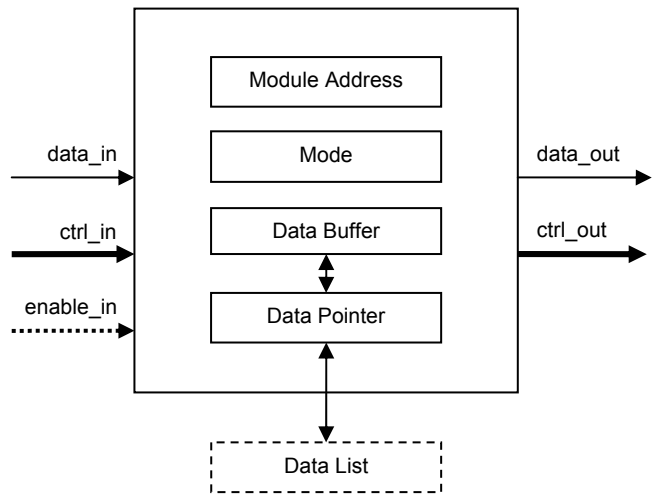 Module Address
data_in
Mode
data_out
ctrl_in
Data Buffer
ctrl_out
enable_in
Data Pointer
Data List